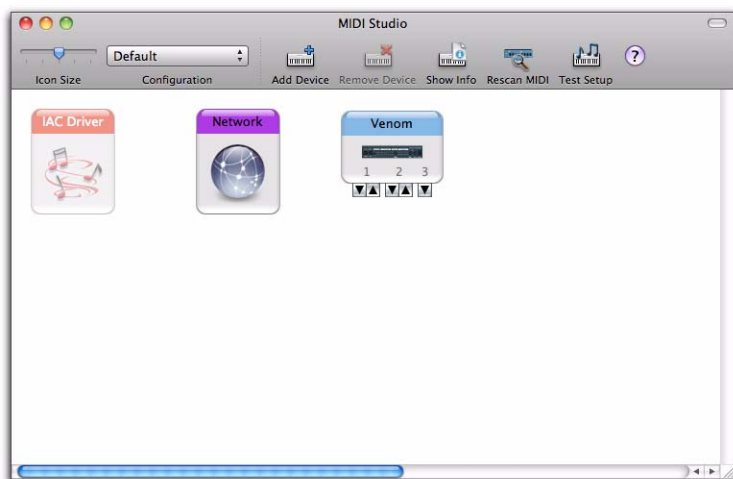 MIDI Studio
Default
?
Icon Size
Configuration
Add Device
Remove Device
Show Info
Rescan MIDI
Test Setup
IAC Driver
Network
Venom
1 2 3